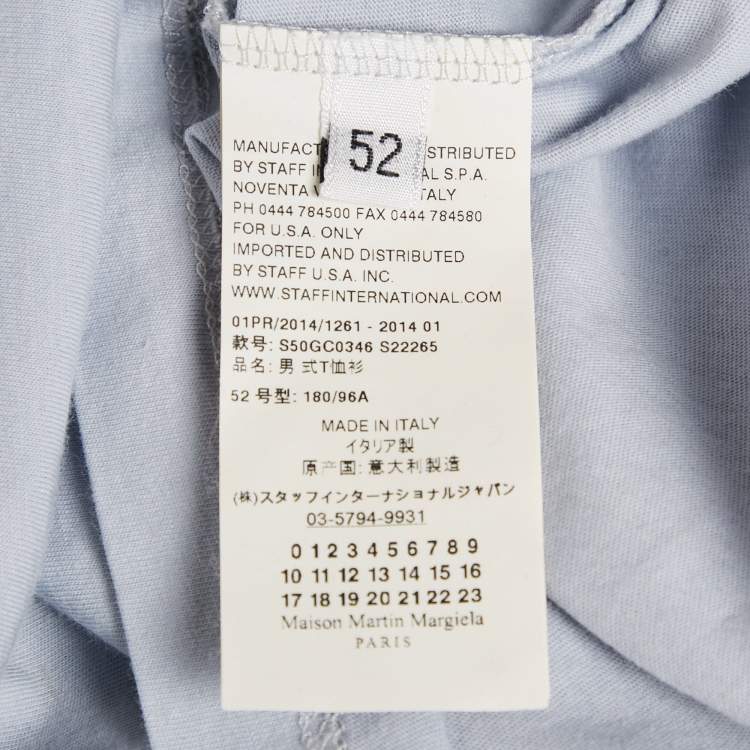 52
MANUFACT STRIBUTED
BY STAFF IN AL S.P.A.
NOVENTA V TALY
PH 0444 784500 FAX 0444 784580
FOR U.S.A. ONLY
IMPORTED AND DISTRIBUTED
BY STAFF U.S.A. INC.
WWW.STAFFINTERNATIONAL.COM
01PR/2014/1261 - 2014 01
款号: S50GC0346 S22265
品名: 男 式T恤衫
52 号型: 180/96A
MADE IN ITALY
イタリア製
原产国: 意大利製造
(株)スタッフインターナショナルジャパン
03-5794-9931
0 1 2 3 4 5 6 7 8 9
10 11 12 13 14 15 16
17 18 19 20 21 22 23
Maison Martin Margiela
PARIS